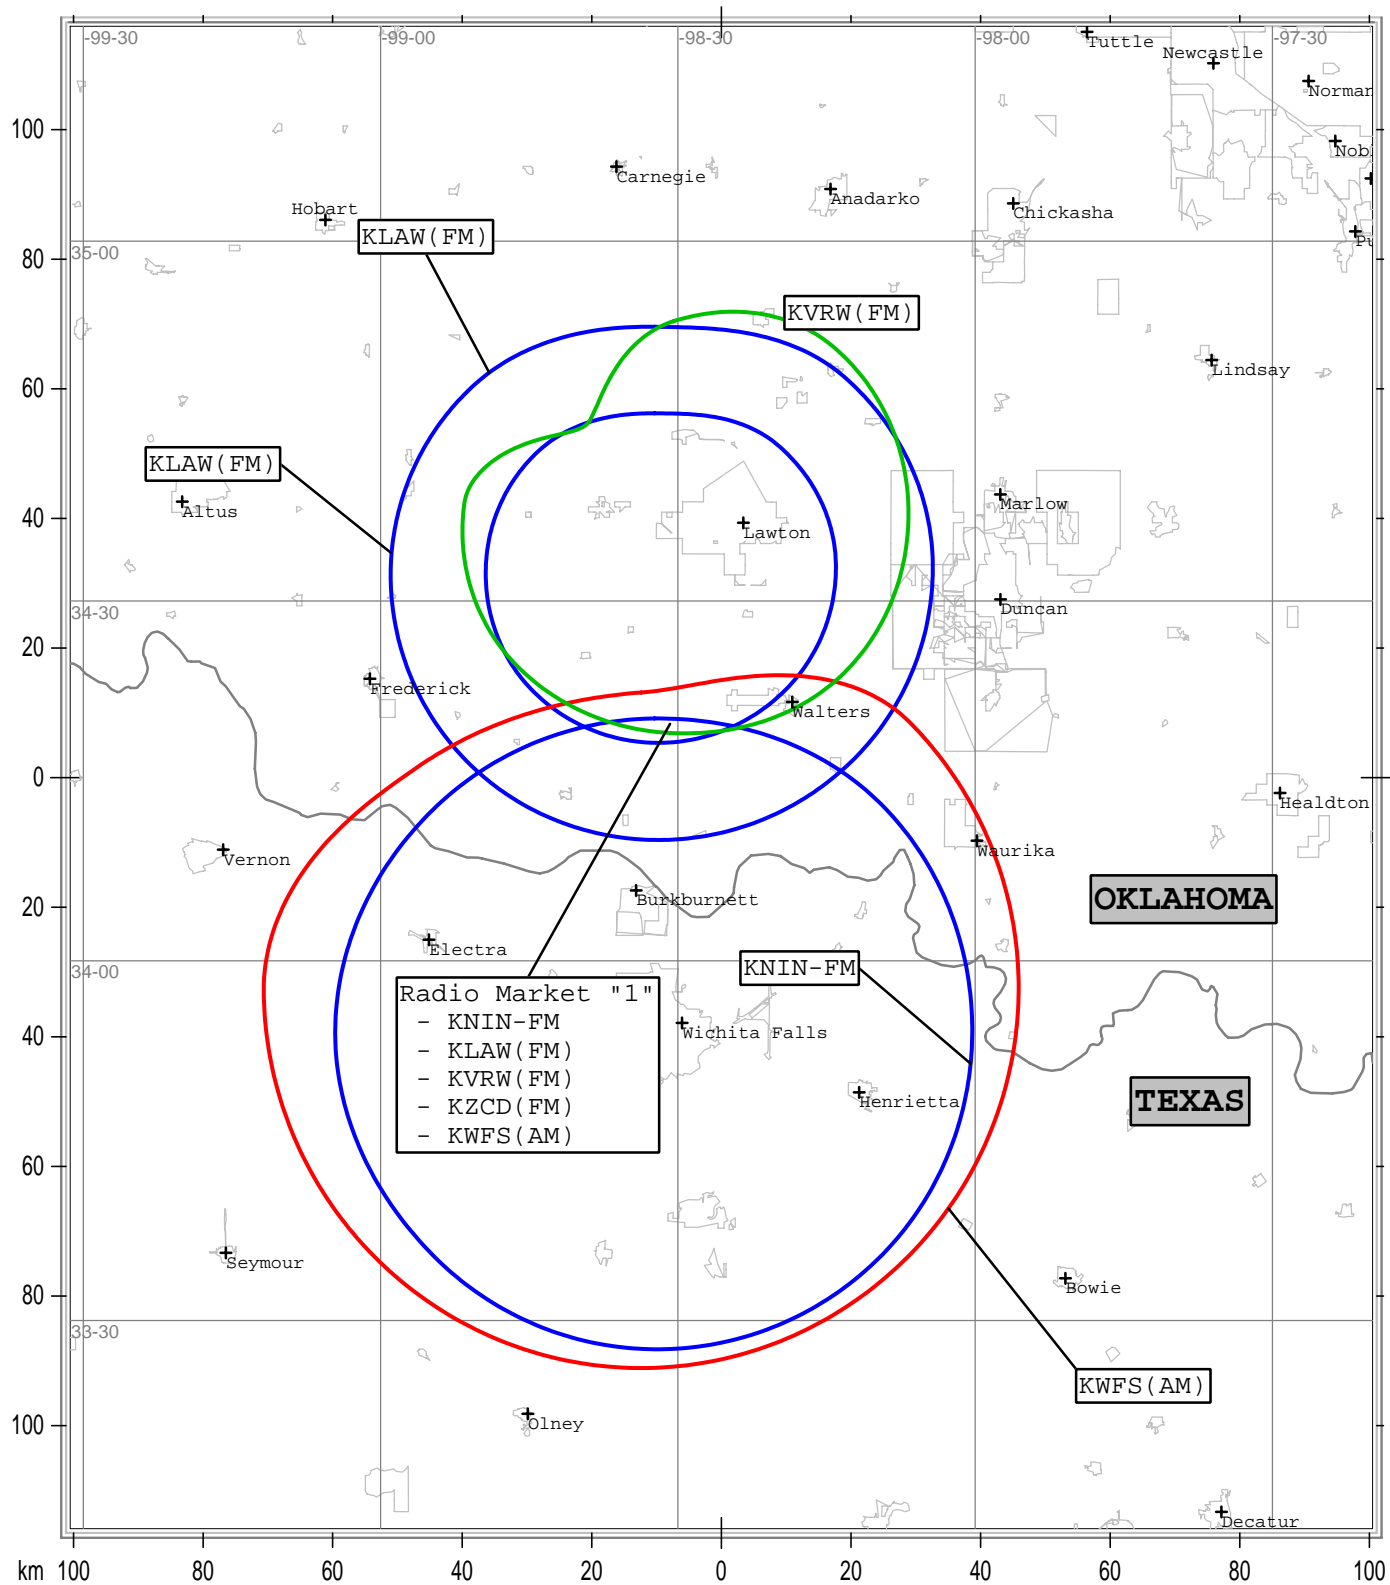 -99-30
-99-00
-98-30
-98-00
-97-30
Tuttle
Newcastle
Norman
Nob
100
Carnegie
Anadarko
Chickasha
Hobart
KLAW(FM)
35-00
80
KVRW(FM)
60
Lindsay
KLAW(FM)
Altus
Marlow
40
Lawton
34-30
Duncan
20
Frederick
Walters
0
Healdton
Vernon
Waurika
Burkburnett
OKLAHOMA
20
Electra
34-00
KNIN-FM
Radio Market "1"
- KNIN-FM
- KLAW(FM)
- KVRW(FM)
- KZCD(FM)
- KWFS(AM)
Wichita Falls
40
Henrietta
TEXAS
60
Seymour
Bowie
80
33-30
KWFS(AM)
Olney
100
Decatur
km 100 80 60 40 20 0 20 40 60 80 100